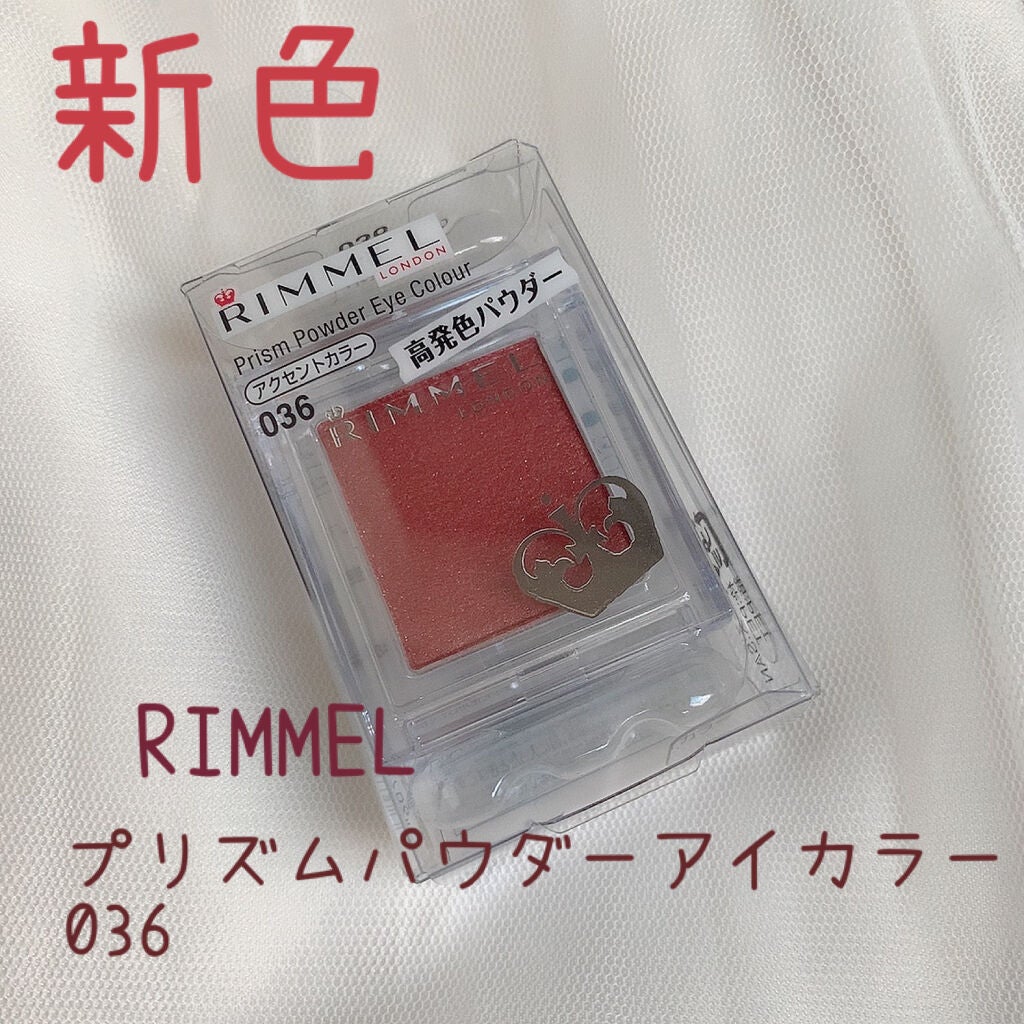 新色
RIMMEL
LONDON
Prism Powder Eye Colour
アクセントカラー
高発色パウダー
036
RIMMEL
RIMMEL
プリズムパウダーアイカラー
036